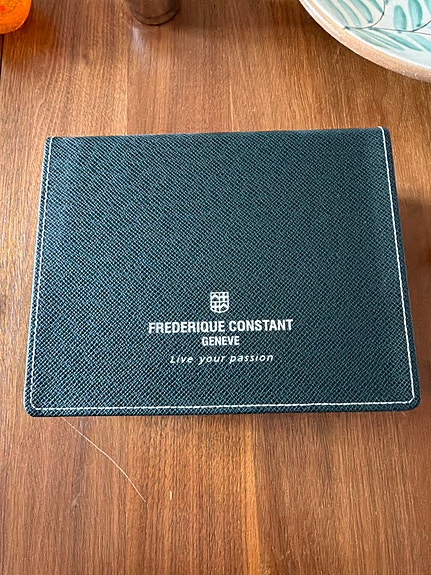 FREDERIQUE CONSTANT
GENEVE
Live your passion